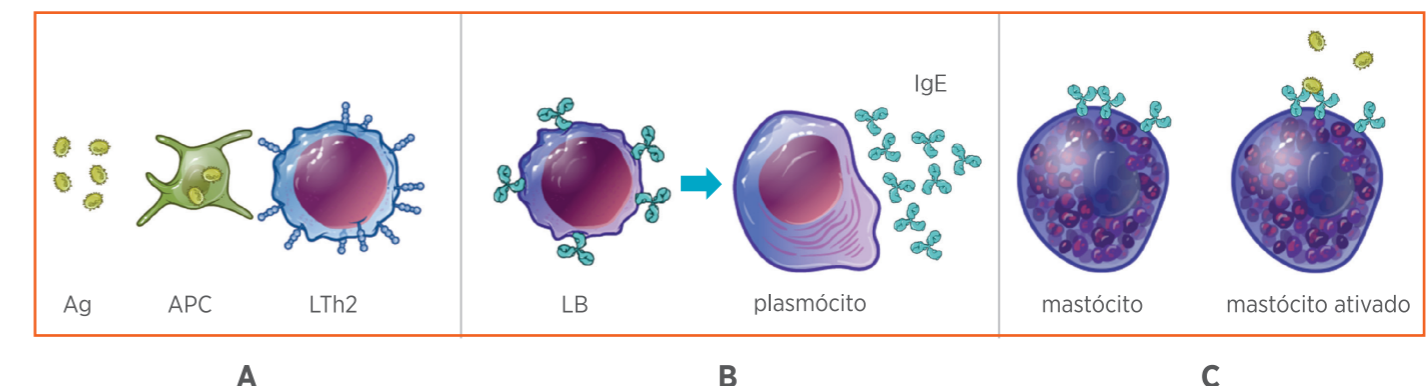 IgE
Ag
APC
LTh2
LB
plasmócito
mastócito
mastócito ativado
A
B
C